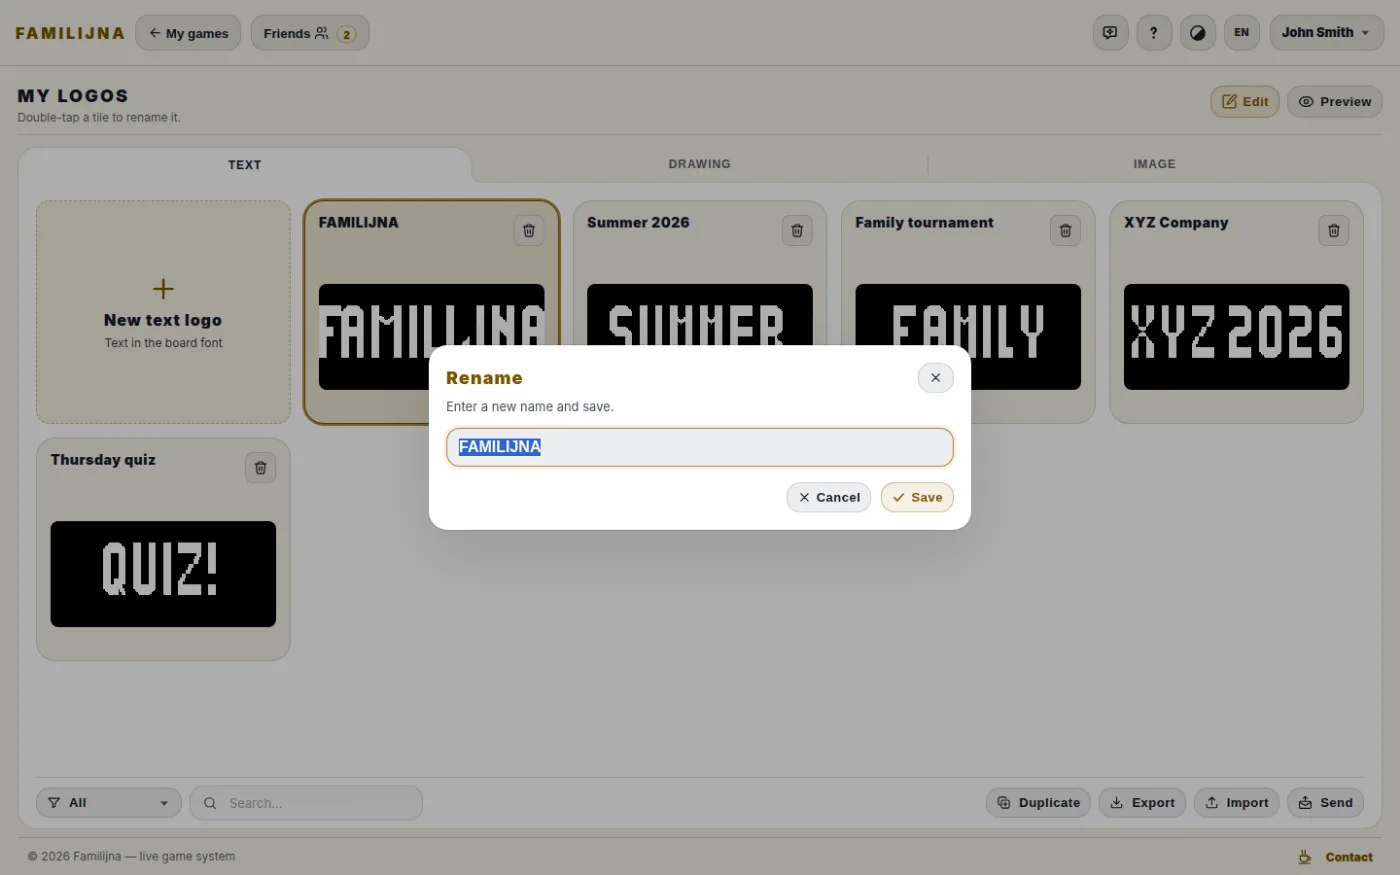 FAMILIJNA
My games
Friends 2
?
EN
John Smith
MY LOGOS
Double-tap a tile to rename it.
Edit
Preview
TEXT
DRAWING
IMAGE
New text logo
Text in the board font
FAMILIJNA
FAMILIJNA
Summer 2026
SUMMER
Family tournament
FAMILY
XYZ Company
XYZ 2026
Thursday quiz
QUIZ!
Rename
Enter a new name and save.
FAMILIJNA
Cancel
Save
All
Search...
Duplicate
Export
Import
Send
© 2026 Familijna — live game system
Contact